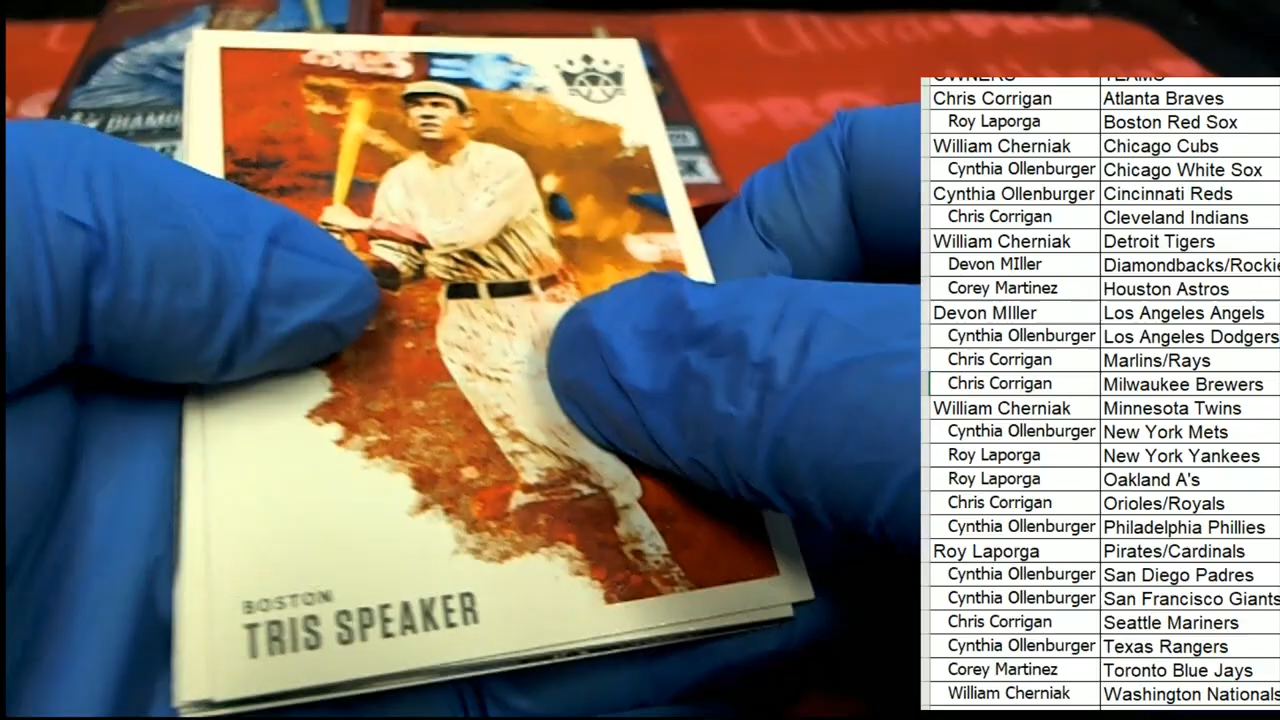 DIAMO
BOSTON
TRIS SPEAKER
OWNERS TEAMS
Chris Corrigan Atlanta Braves
Roy Laporga Boston Red Sox
William Cherniak Chicago Cubs
Cynthia Ollenburger Chicago White Sox
Cynthia Ollenburger Cincinnati Reds
Chris Corrigan Cleveland Indians
William Cherniak Detroit Tigers
Devon MIller Diamondbacks/Rockie
Corey Martinez Houston Astros
Devon MIller Los Angeles Angels
Cynthia Ollenburger Los Angeles Dodgers
Chris Corrigan Marlins/Rays
Chris Corrigan Milwaukee Brewers
William Cherniak Minnesota Twins
Cynthia Ollenburger New York Mets
Roy Laporga New York Yankees
Roy Laporga Oakland A's
Chris Corrigan Orioles/Royals
Cynthia Ollenburger Philadelphia Phillies
Roy Laporga Pirates/Cardinals
Cynthia Ollenburger San Diego Padres
Cynthia Ollenburger San Francisco Giants
Chris Corrigan Seattle Mariners
Cynthia Ollenburger Texas Rangers
Corey Martinez Toronto Blue Jays
William Cherniak Washington Nationals